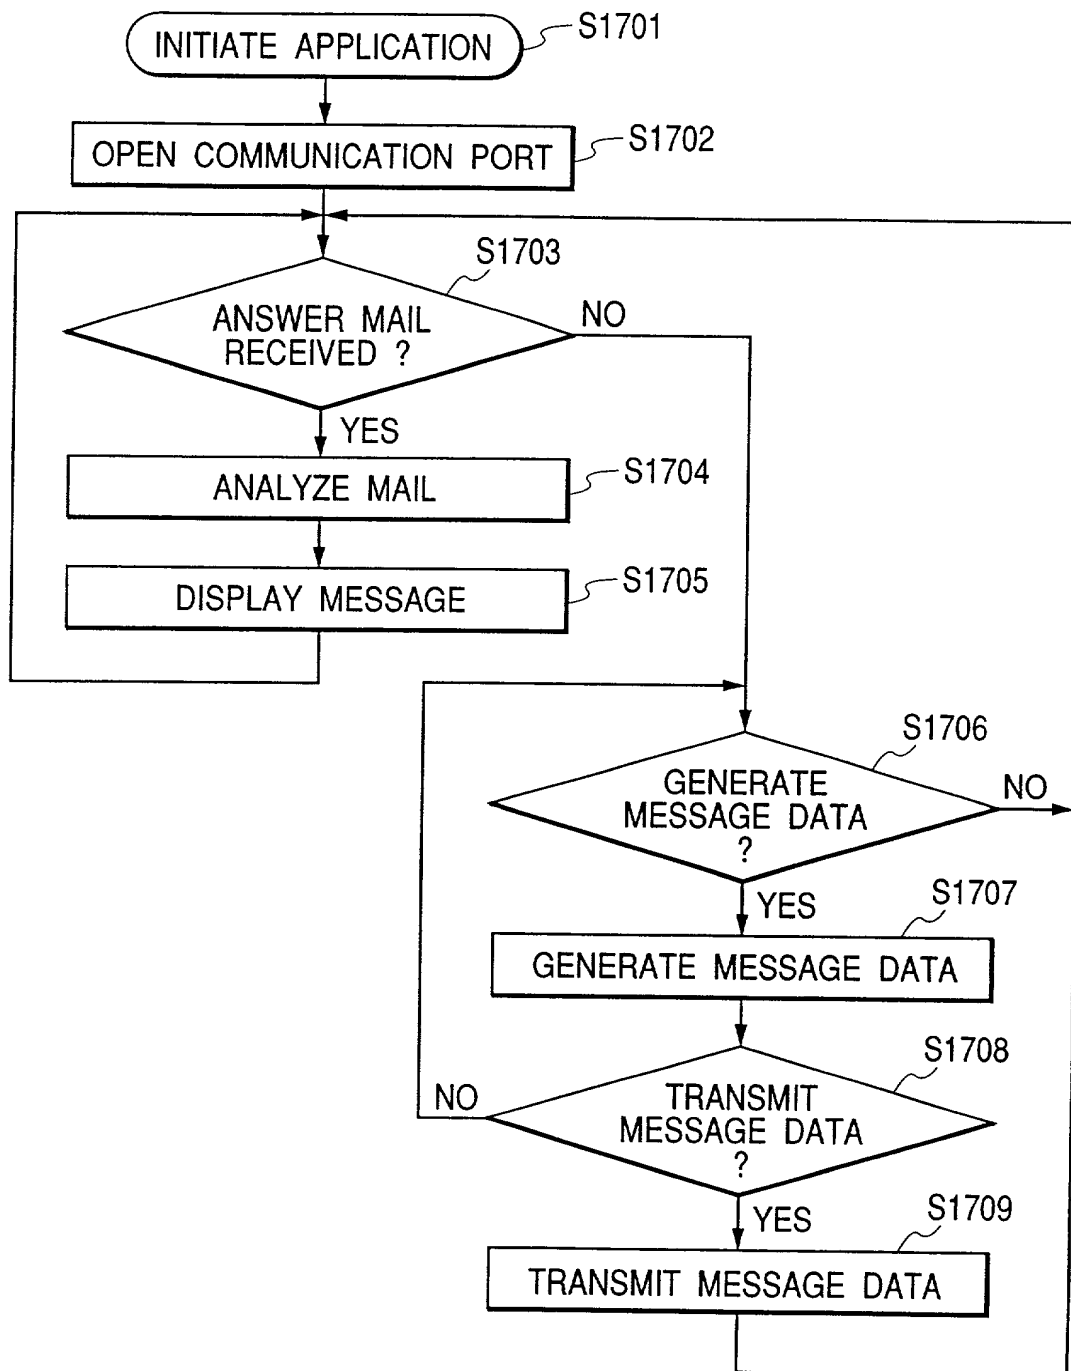 INITIATE APPLICATION
S1701
OPEN COMMUNICATION PORT
S1702
S1703
ANSWER MAIL
RECEIVED ?
NO
YES
ANALYZE MAIL
S1704
DISPLAY MESSAGE
S1705
S1706
GENERATE
MESSAGE DATA
?
NO
YES
S1707
GENERATE MESSAGE DATA
S1708
TRANSMIT
MESSAGE DATA
?
NO
YES
S1709
TRANSMIT MESSAGE DATA